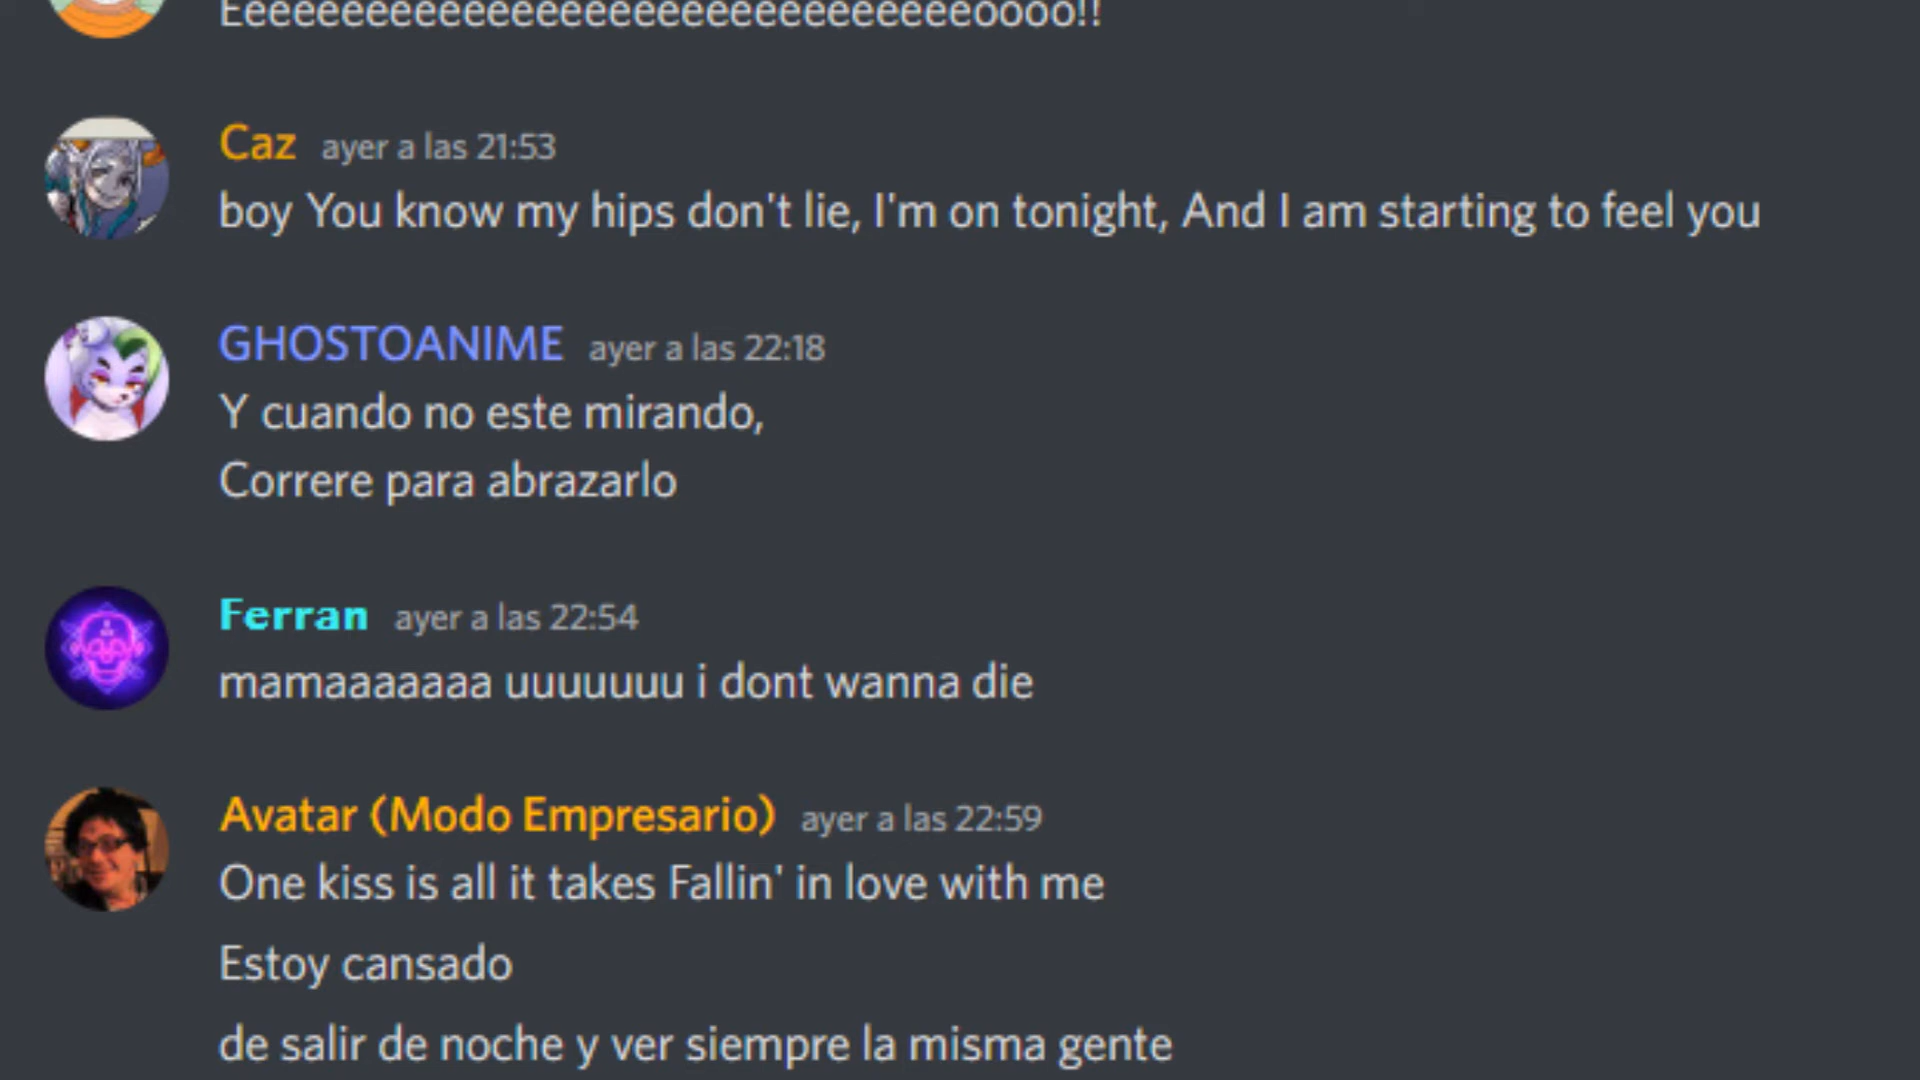 Eeeeeeeeeeeeeeeeeeeeeeeeeeeeeeeoooo!!
Caz ayer a las 21:53
boy You know my hips don't lie, I'm on tonight, And I am starting to feel you
GHOSTOANIME ayer a las 22:18
Y cuando no este mirando,
Correre para abrazarlo
Ferran ayer a las 22:54
mamaaaaaaa uuuuuuu i dont wanna die
Avatar (Modo Empresario) ayer a las 22:59
One kiss is all it takes Fallin' in love with me
Estoy cansado
de salir de noche y ver siempre la misma gente